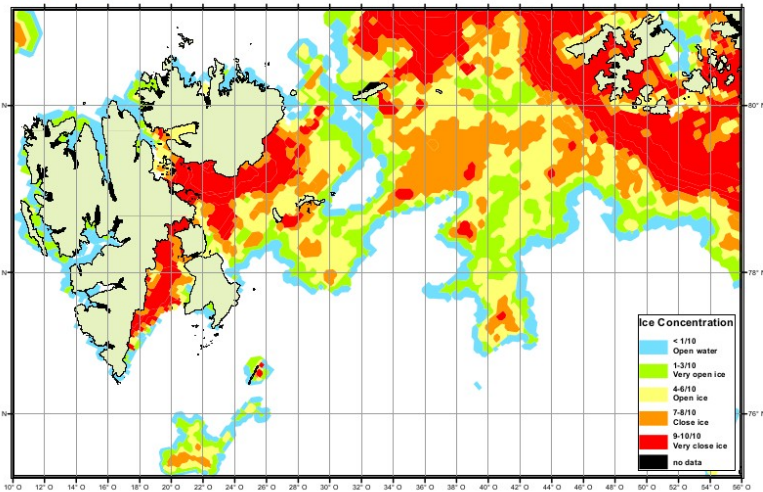 N
80° N
N
78° N
Ice Concentration
< 1/10
Open water
1-3/10
Very open ice
4-6/10
Open ice
7-8/10
Close ice
9-10/10
Very close ice
no data
N
76° N
10° O 12° O 14° O 16° O 18° O 20° O 22° O 24° O 26° O 28° O 30° O 32° O 34° O 36° O 38° O 40° O 42° O 44° O 46° O 48° O 50° O 52° O 54° O 56° O